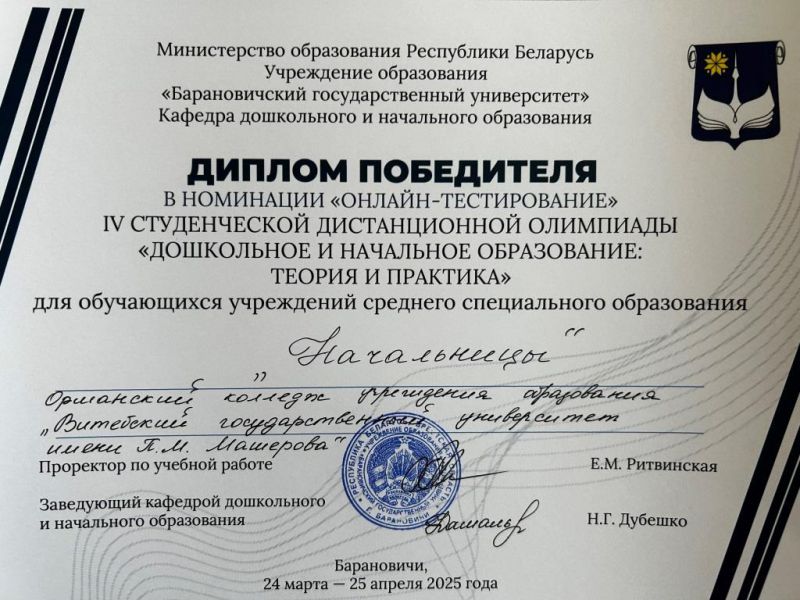 Министерство образования Республики Беларусь
Учреждение образования
«Барановичский государственный университет»
Кафедра дошкольного и начального образования
ДИПЛОМ ПОБЕДИТЕЛЯ
В НОМИНАЦИИ «ОНЛАЙН-ТЕСТИРОВАНИЕ»
IV СТУДЕНЧЕСКОЙ ДИСТАНЦИОННОЙ ОЛИМПИАДЫ
«ДОШКОЛЬНОЕ И НАЧАЛЬНОЕ ОБРАЗОВАНИЕ:
ТЕОРИЯ И ПРАКТИКА»
для обучающихся учреждений среднего специального образования
"Начальницы"
Оршанский колледж учреждения образования
„Витебский государственный университет
имени П.М. Машерова"
Проректор по учебной работе
Е.М. Ритвинская
Заведующий кафедрой дошкольного
и начального образования
Н.Г. Дубешко
Г. БАРАНОВИЧИ
Барановичи,
24 марта — 25 апреля 2025 года